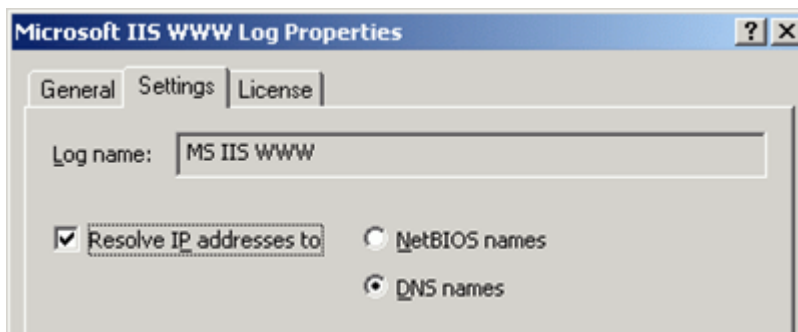 Microsoft IIS WWW Log Properties
General Settings License
Log name: MS IIS WWW
Resolve IP addresses to NetBIOS names
DNS names